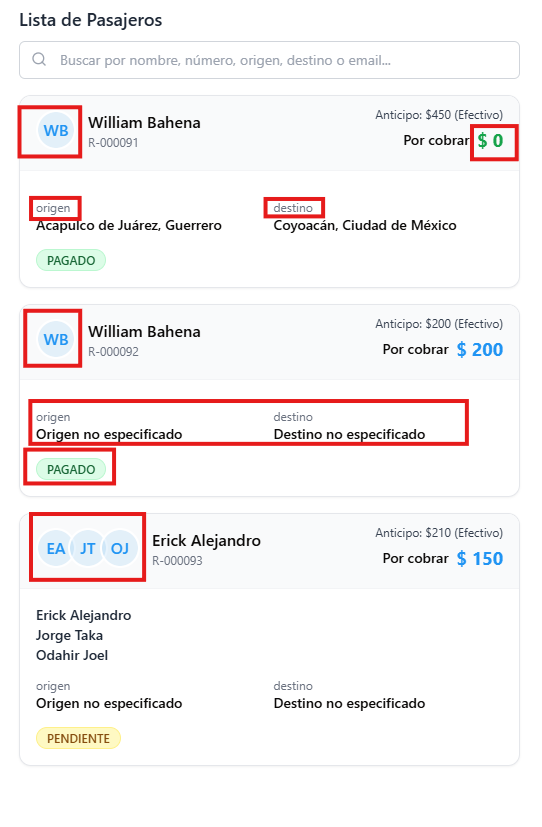 Lista de Pasajeros
Buscar por nombre, número, origen, destino o email...
WB
William Bahena
R-000091
Anticipo: $450 (Efectivo)
Por cobrar $ 0
origen
Acapulco de Juárez, Guerrero
destino
Coyoacán, Ciudad de México
PAGADO
WB
William Bahena
R-000092
Anticipo: $200 (Efectivo)
Por cobrar $ 200
origen
Origen no especificado
destino
Destino no especificado
PAGADO
EA JT OJ
Erick Alejandro
R-000093
Anticipo: $210 (Efectivo)
Por cobrar $ 150
Erick Alejandro
Jorge Taka
Odahir Joel
origen
Origen no especificado
destino
Destino no especificado
PENDIENTE